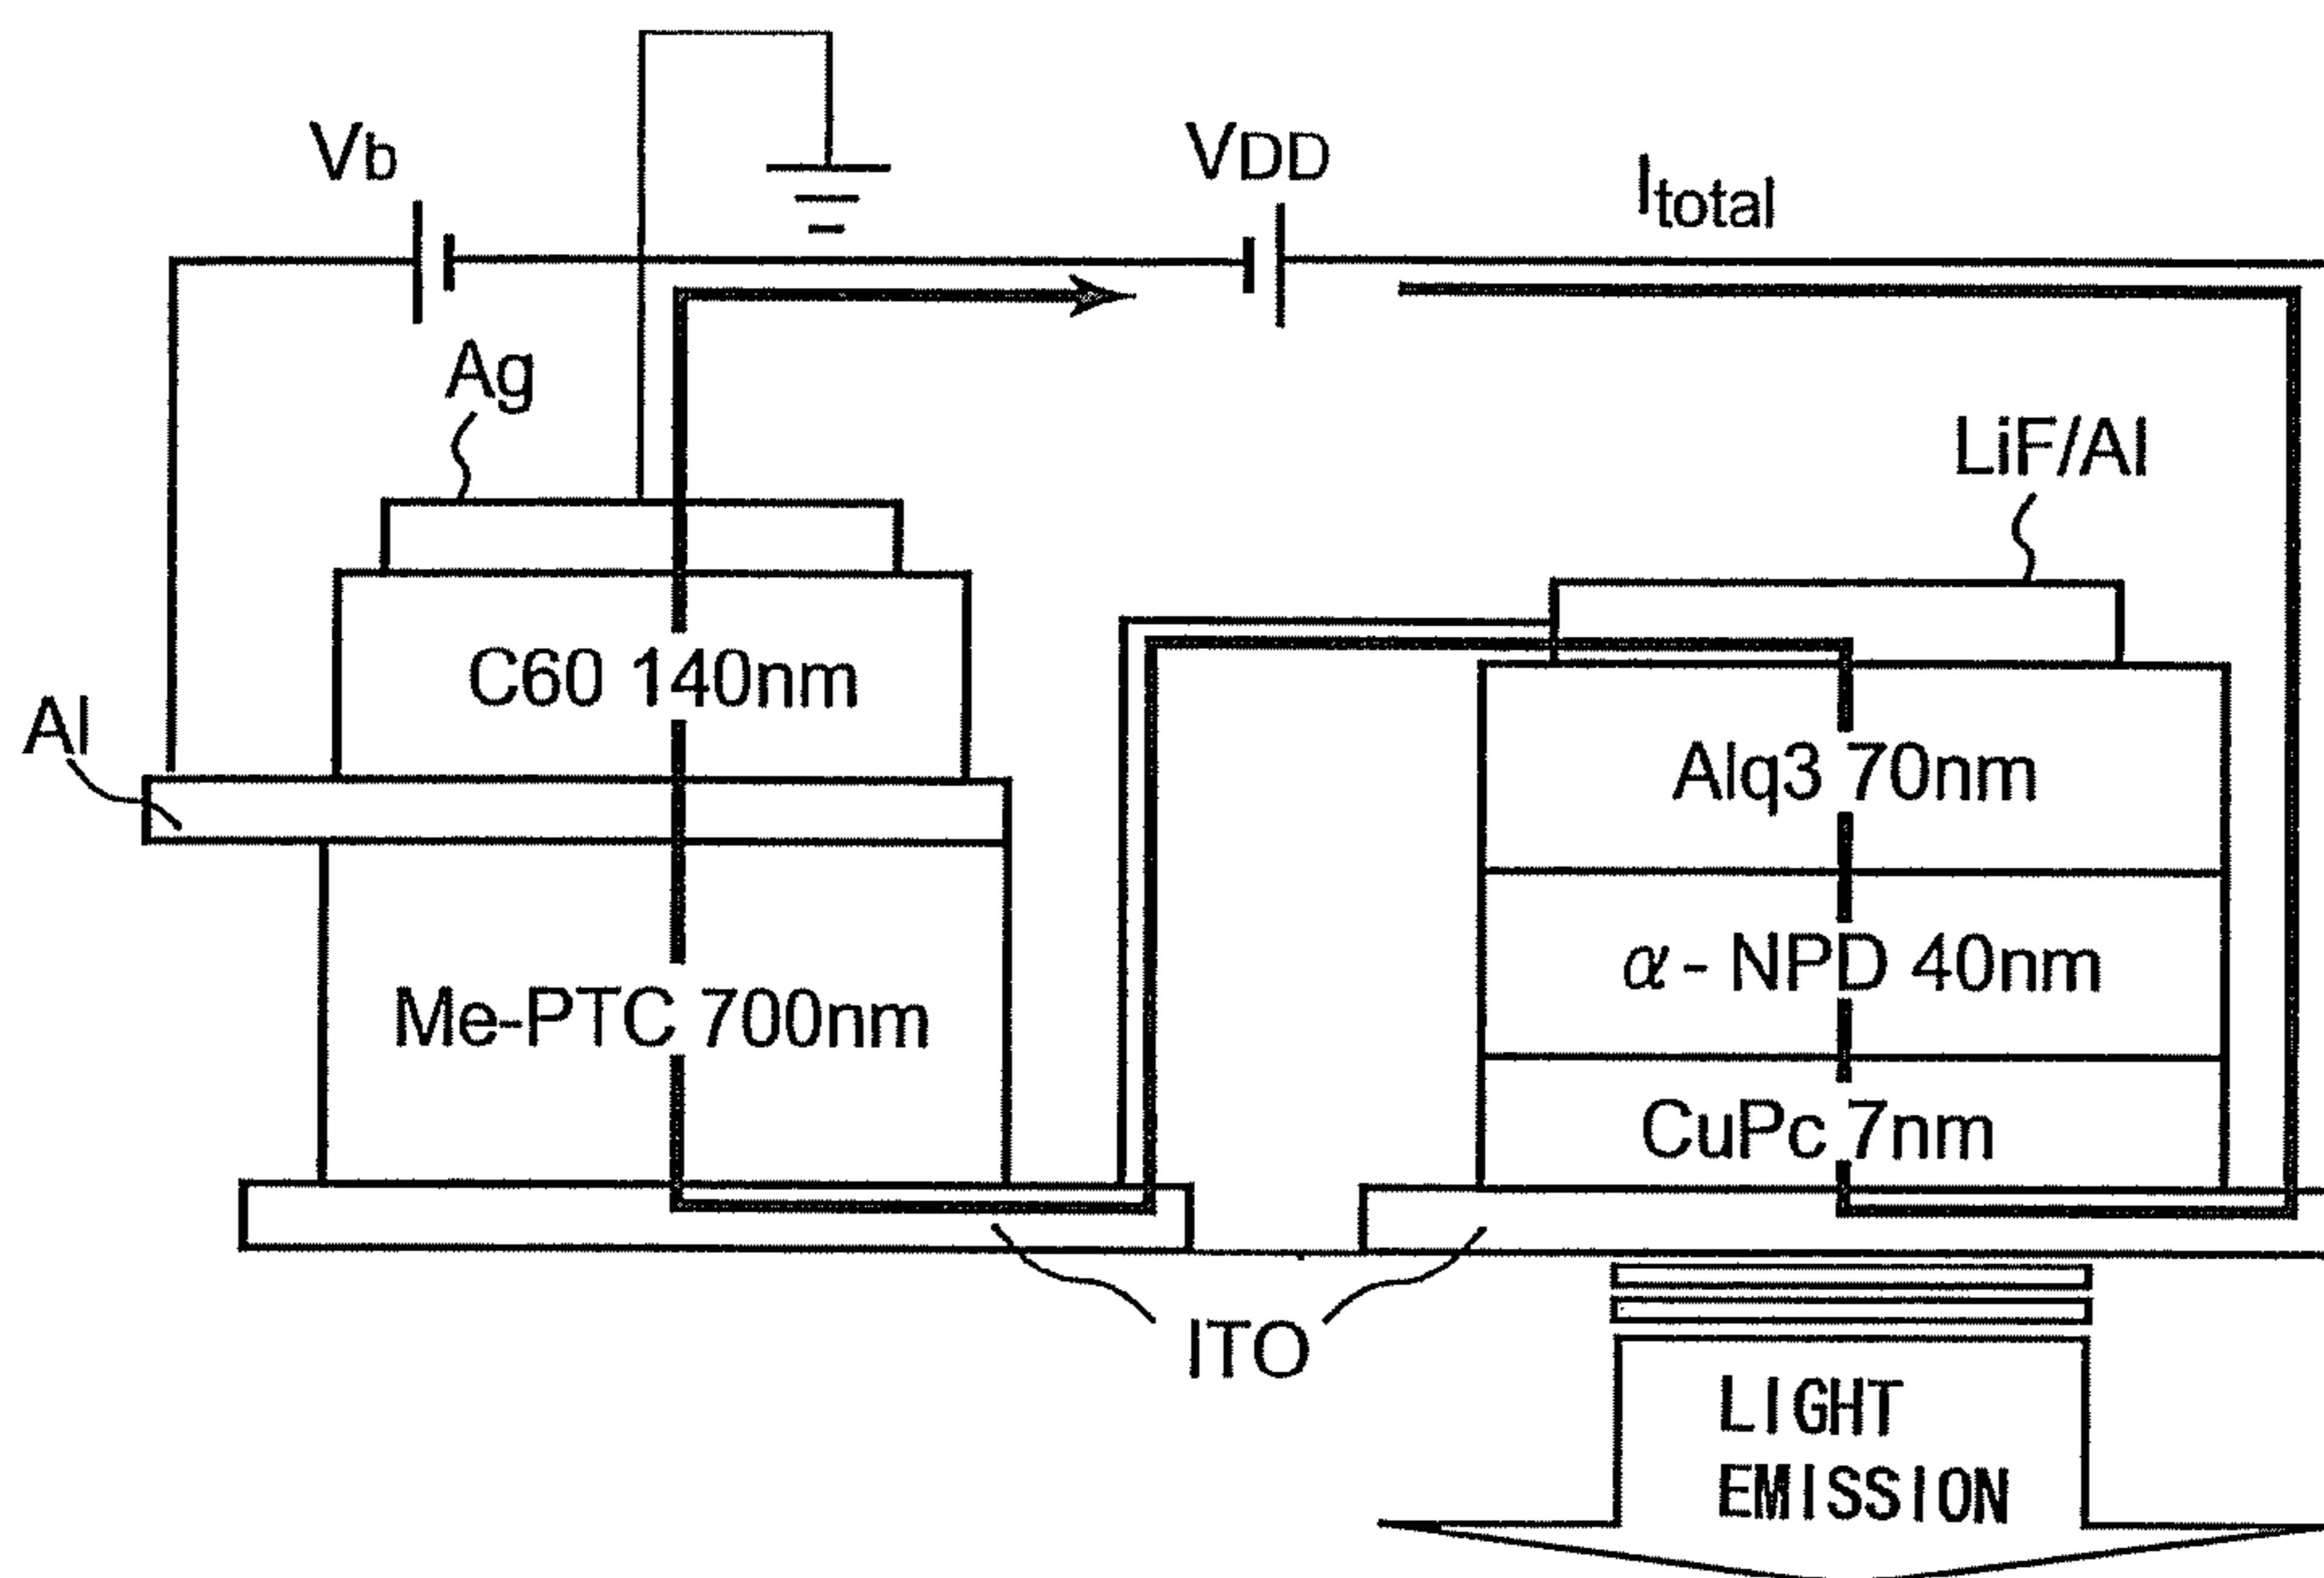 Vb
VDD
Itotal
Ag
LiF/Al
C60 140nm
Al
Alq3 70nm
α- NPD 40nm
Me-PTC 700nm
CuPc 7nm
ITO
LIGHT
EMISSION